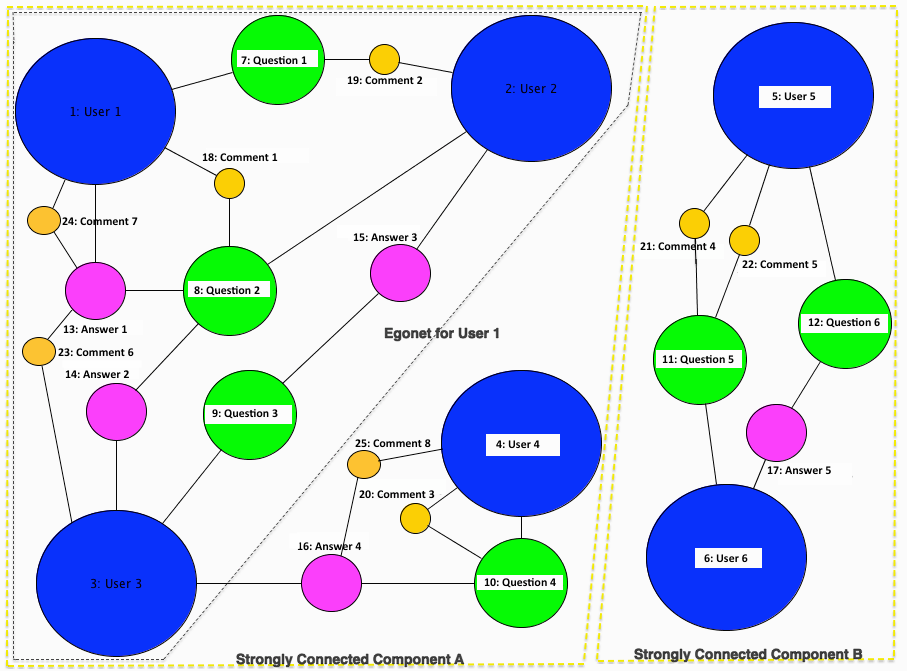 7: Question 1
19: Comment 2
1: User 1
2: User 2
5: User 5
18: Comment 1
24: Comment 7
15: Answer 3
21: Comment 4
22: Comment 5
8: Question 2
13: Answer 1
Egonet for User 1
12: Question 6
23: Comment 6
11: Question 5
14: Answer 2
9: Question 3
25: Comment 8
4: User 4
17: Answer 5
20: Comment 3
16: Answer 4
6: User 6
3: User 3
10: Question 4
Strongly Connected Component A
Strongly Connected Component B